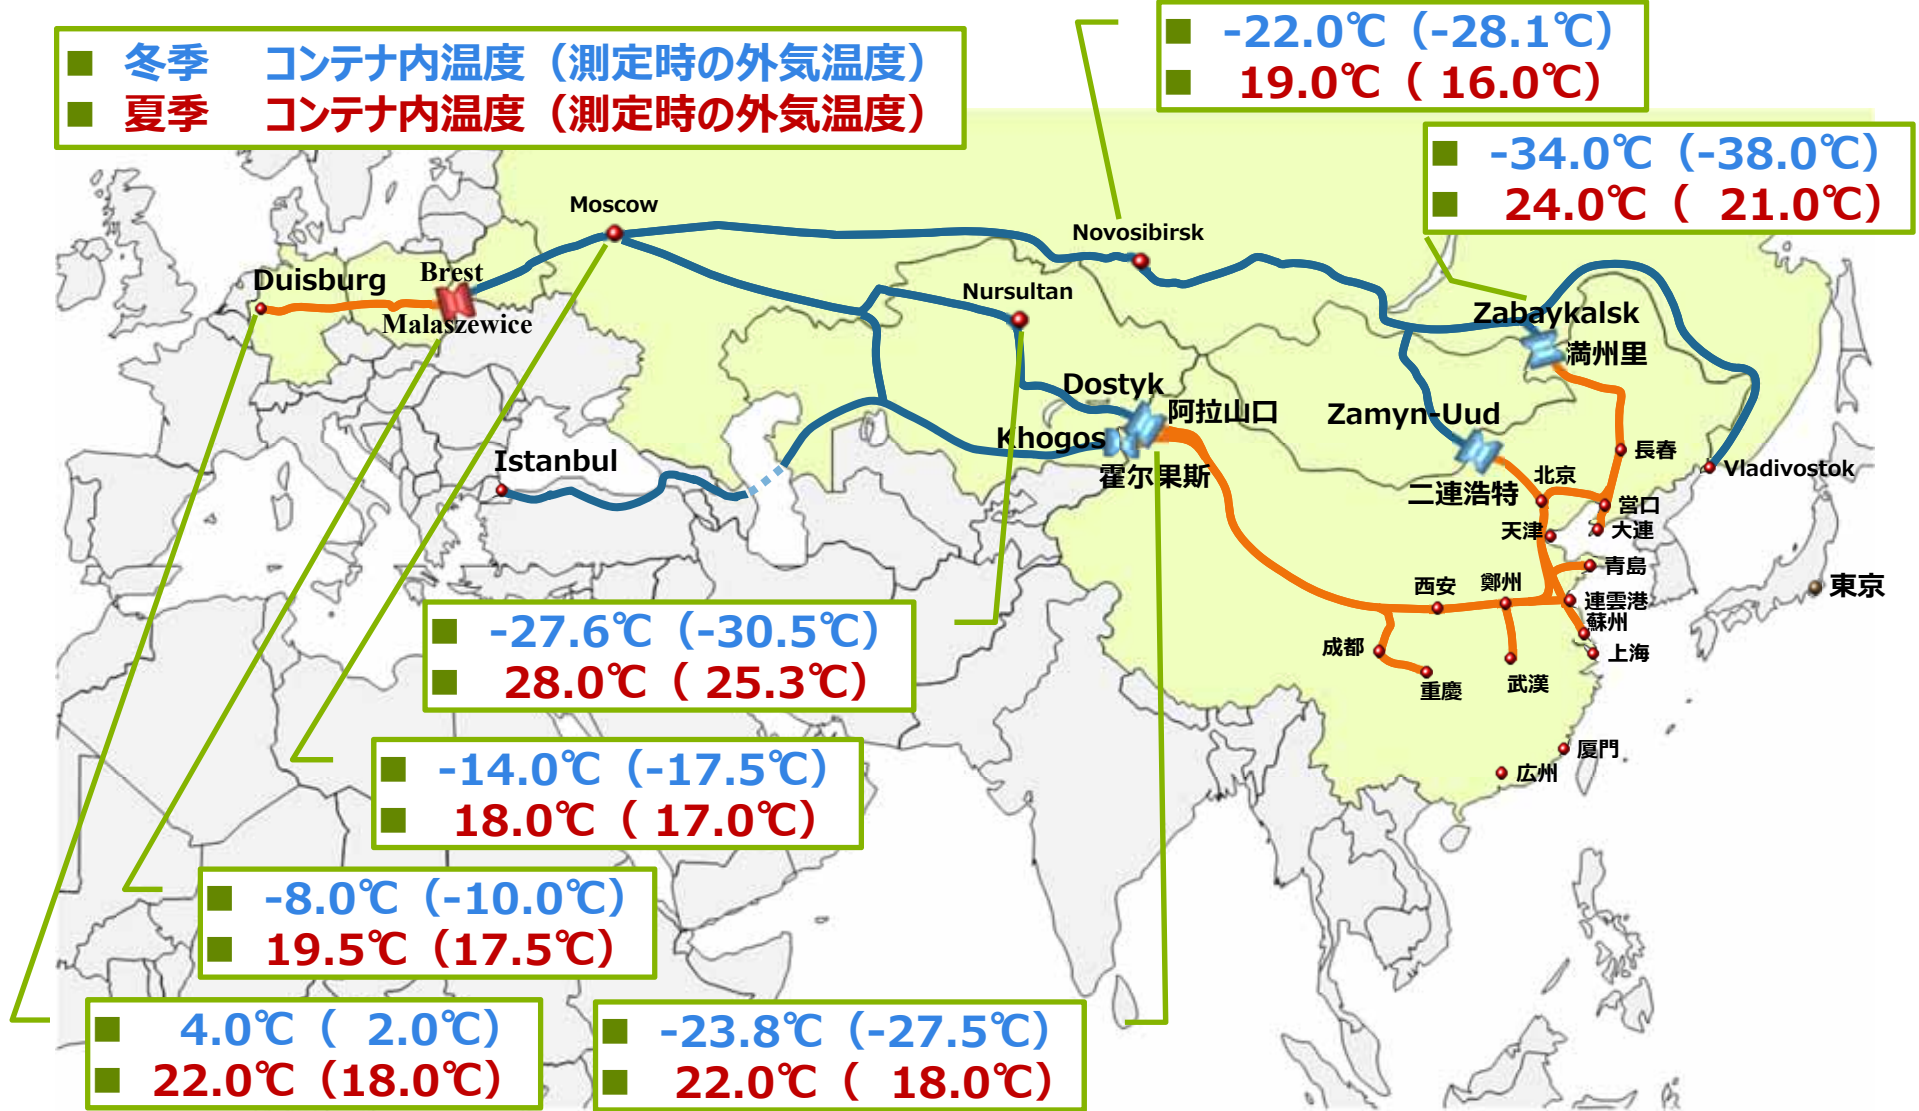 ■ 冬季 コンテナ内温度（測定時の外気温度）
■ 夏季 コンテナ内温度（測定時の外気温度）
■ -22.0℃（-28.1℃）
■ 19.0℃（ 16.0℃）
■ -34.0℃（-38.0℃）
■ 24.0℃（ 21.0℃）
Moscow
Novosibirsk
Duisburg
Brest
Malaszewice
Nursultan
Zabaykalsk
満州里
Dostyk
阿拉山口
Zamyn-Uud
Khogos
霍尔果斯
Istanbul
二連浩特
北京
長春
Vladivostok
営口
天津
大連
青島
西安
鄭州
連雲港
蘇州
東京
成都
上海
重慶
武漢
厦門
広州
■ -27.6℃（-30.5℃）
■ 28.0℃（ 25.3℃）
■ -14.0℃（-17.5℃）
■ 18.0℃（ 17.0℃）
■ -8.0℃（-10.0℃）
■ 19.5℃（17.5℃）
■ 4.0℃（ 2.0℃）
■ 22.0℃（18.0℃）
■ -23.8℃（-27.5℃）
■ 22.0℃（ 18.0℃）